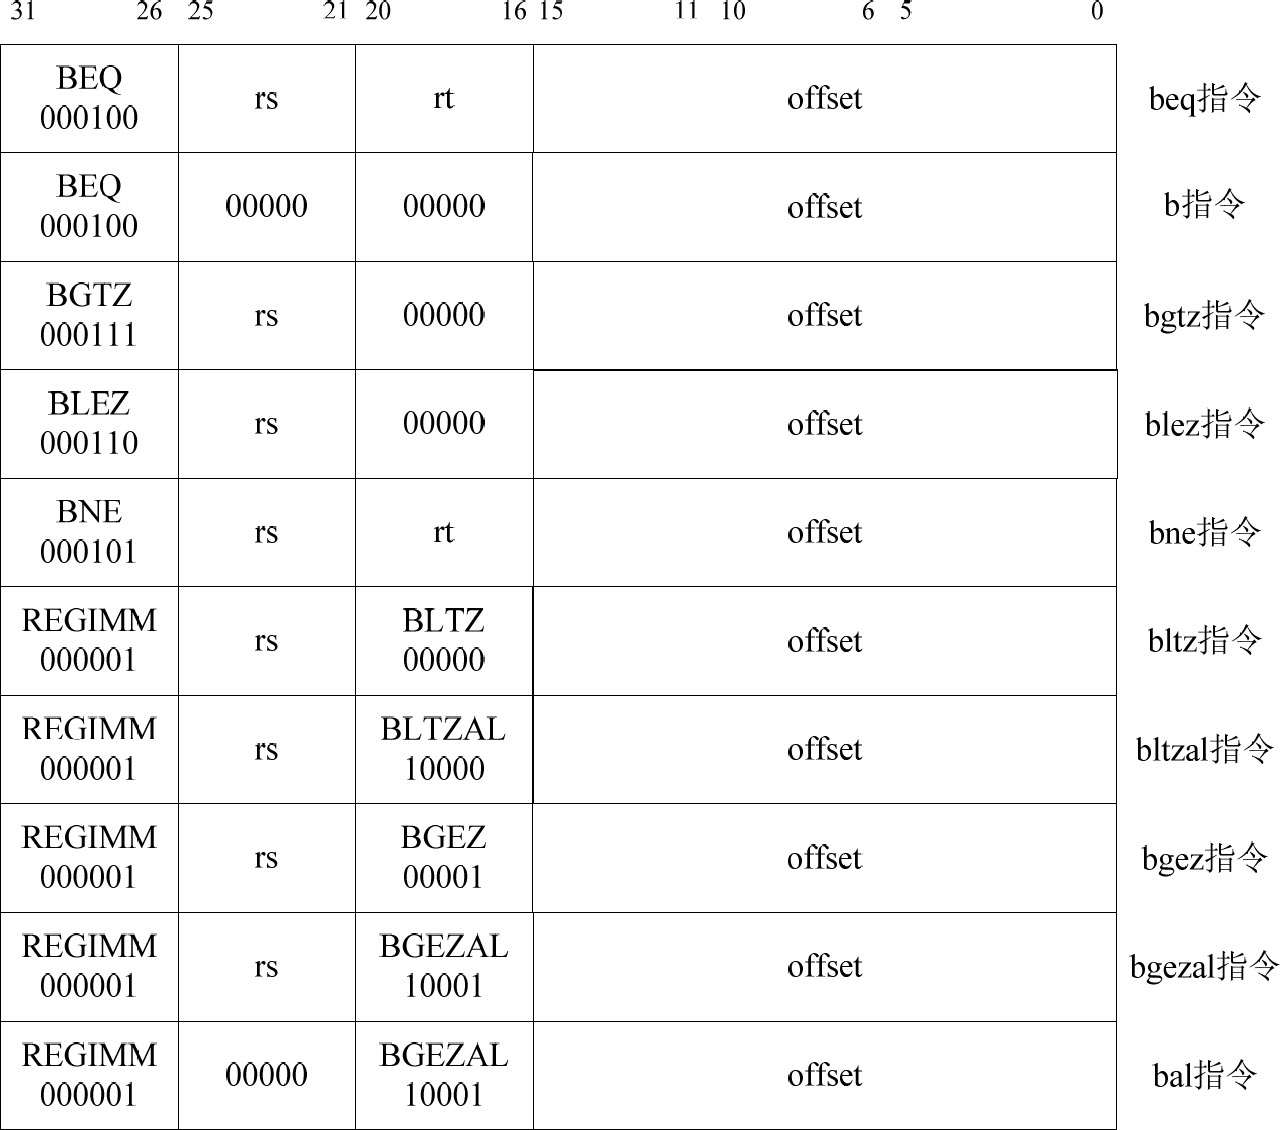 31 26 25 21 20 16 15 11 10 6 5 0
BEQ
000100
rs
rt
offset
beq指令
BEQ
000100
00000
00000
offset
b指令
BGTZ
000111
rs
00000
offset
bgtz指令
BLEZ
000110
rs
00000
offset
blez指令
BNE
000101
rs
rt
offset
bne指令
REGIMM
000001
rs
BLTZ
00000
offset
bltz指令
REGIMM
000001
rs
BLTZAL
10000
offset
bltzal指令
REGIMM
000001
rs
BGEZ
00001
offset
bgez指令
REGIMM
000001
rs
BGEZAL
10001
offset
bgezal指令
REGIMM
000001
00000
BGEZAL
10001
offset
bal指令